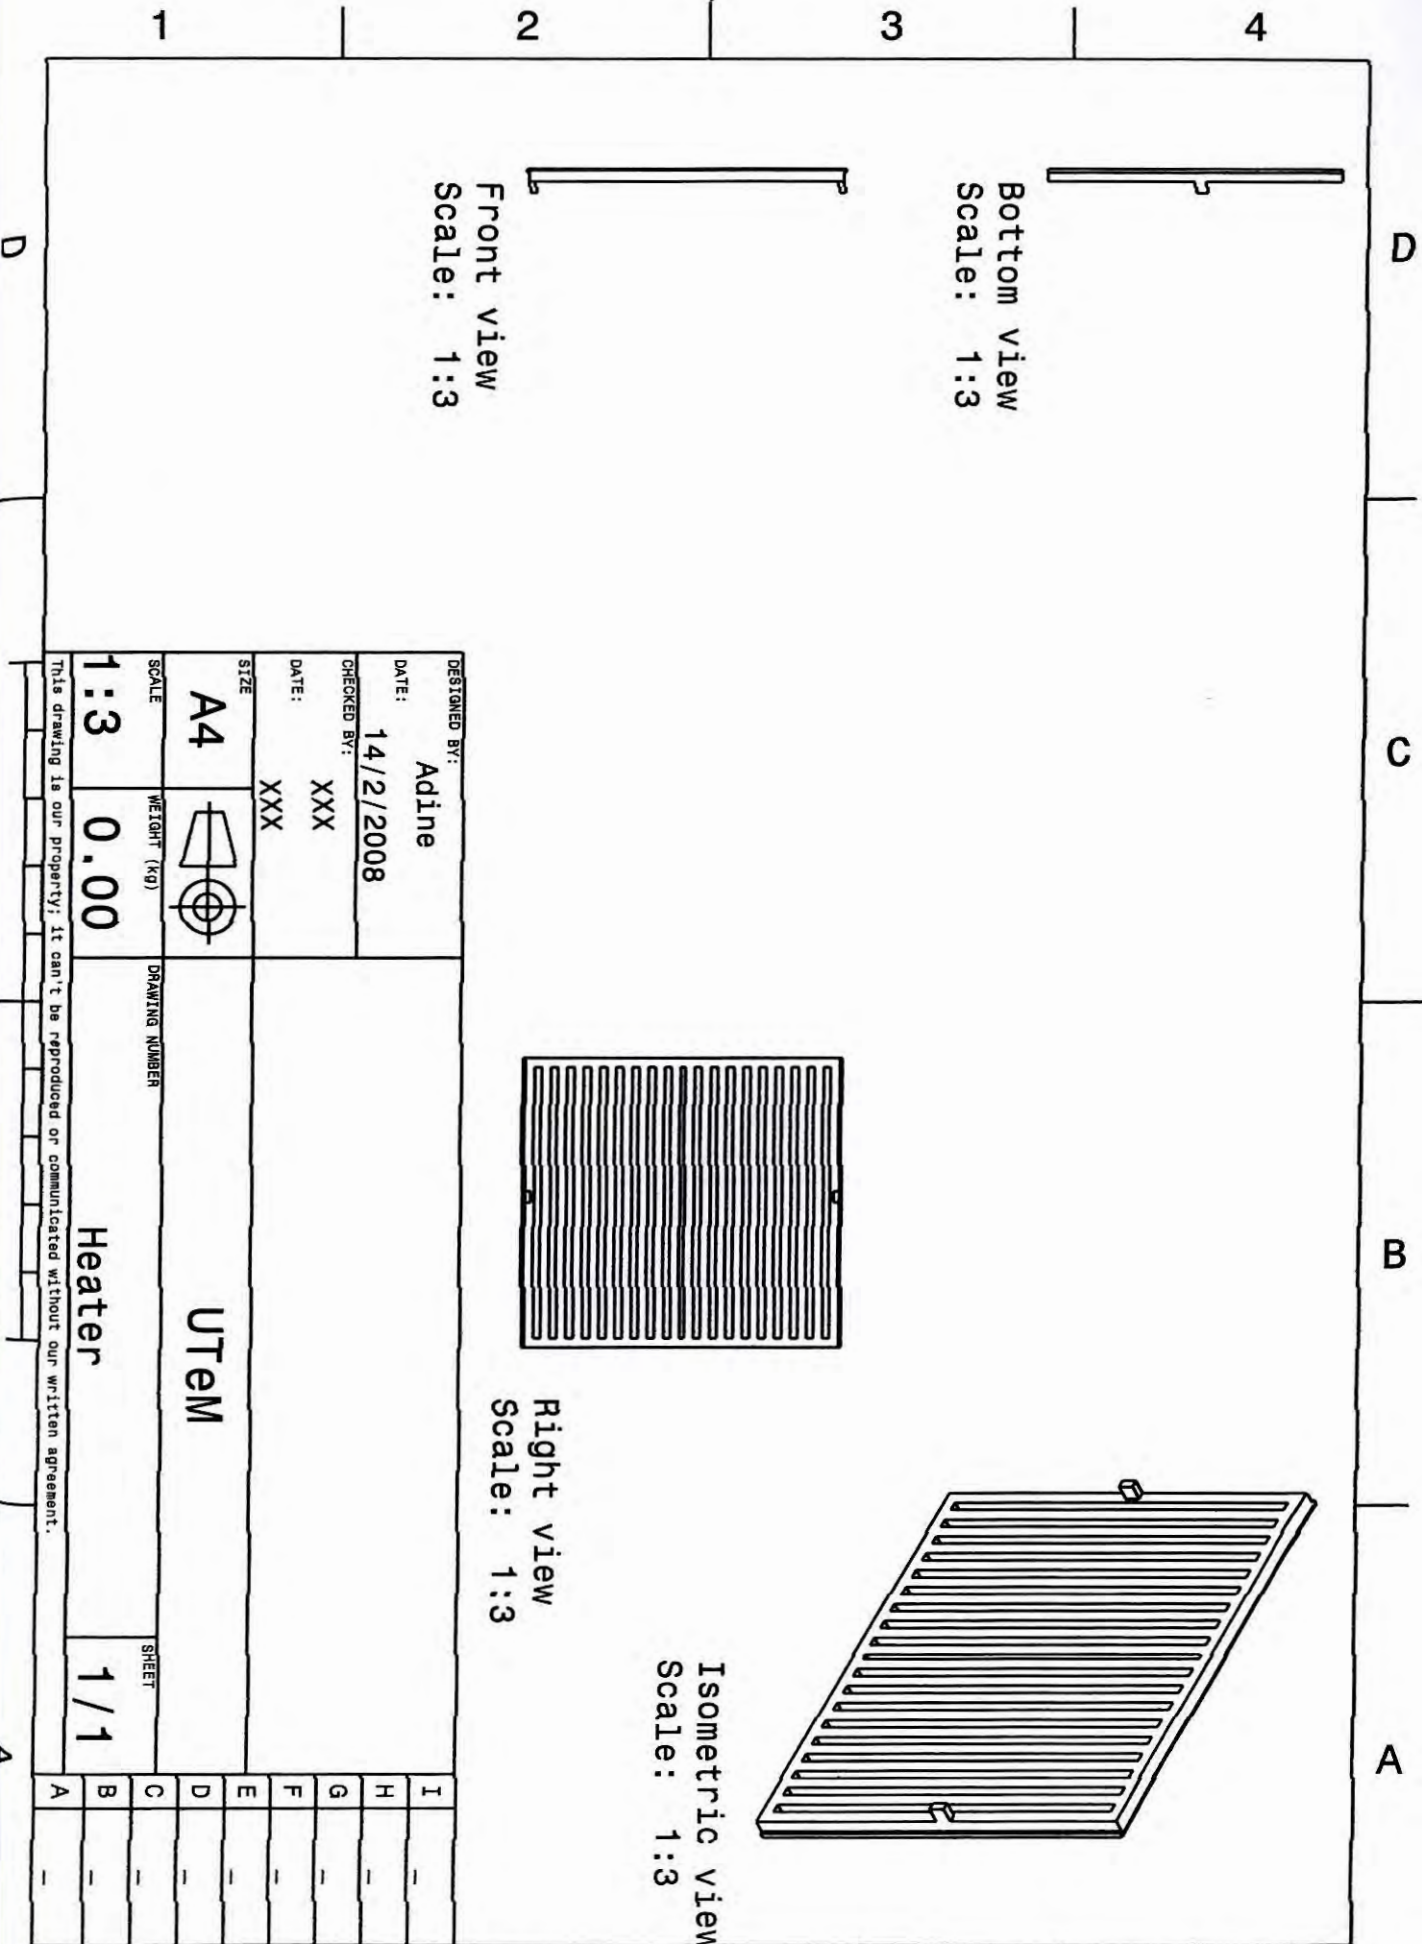 1
2
3
4
D
C
B
A
D
A
Bottom view
Scale: 1:3
Front view
Scale: 1:3
Right view
Scale: 1:3
Isometric view
Scale: 1:3
DESIGNED BY:
Adine
DATE:
14/2/2008
CHECKED BY:
XXX
DATE:
XXX
SIZE
A4
UTeM
SCALE
1:3
WEIGHT (kg)
0.00
DRAWING NUMBER
Heater
SHEET
1/1
This drawing is our property; it can't be reproduced or communicated without our written agreement.
I -
H -
G -
F -
E -
D -
C -
B -
A -